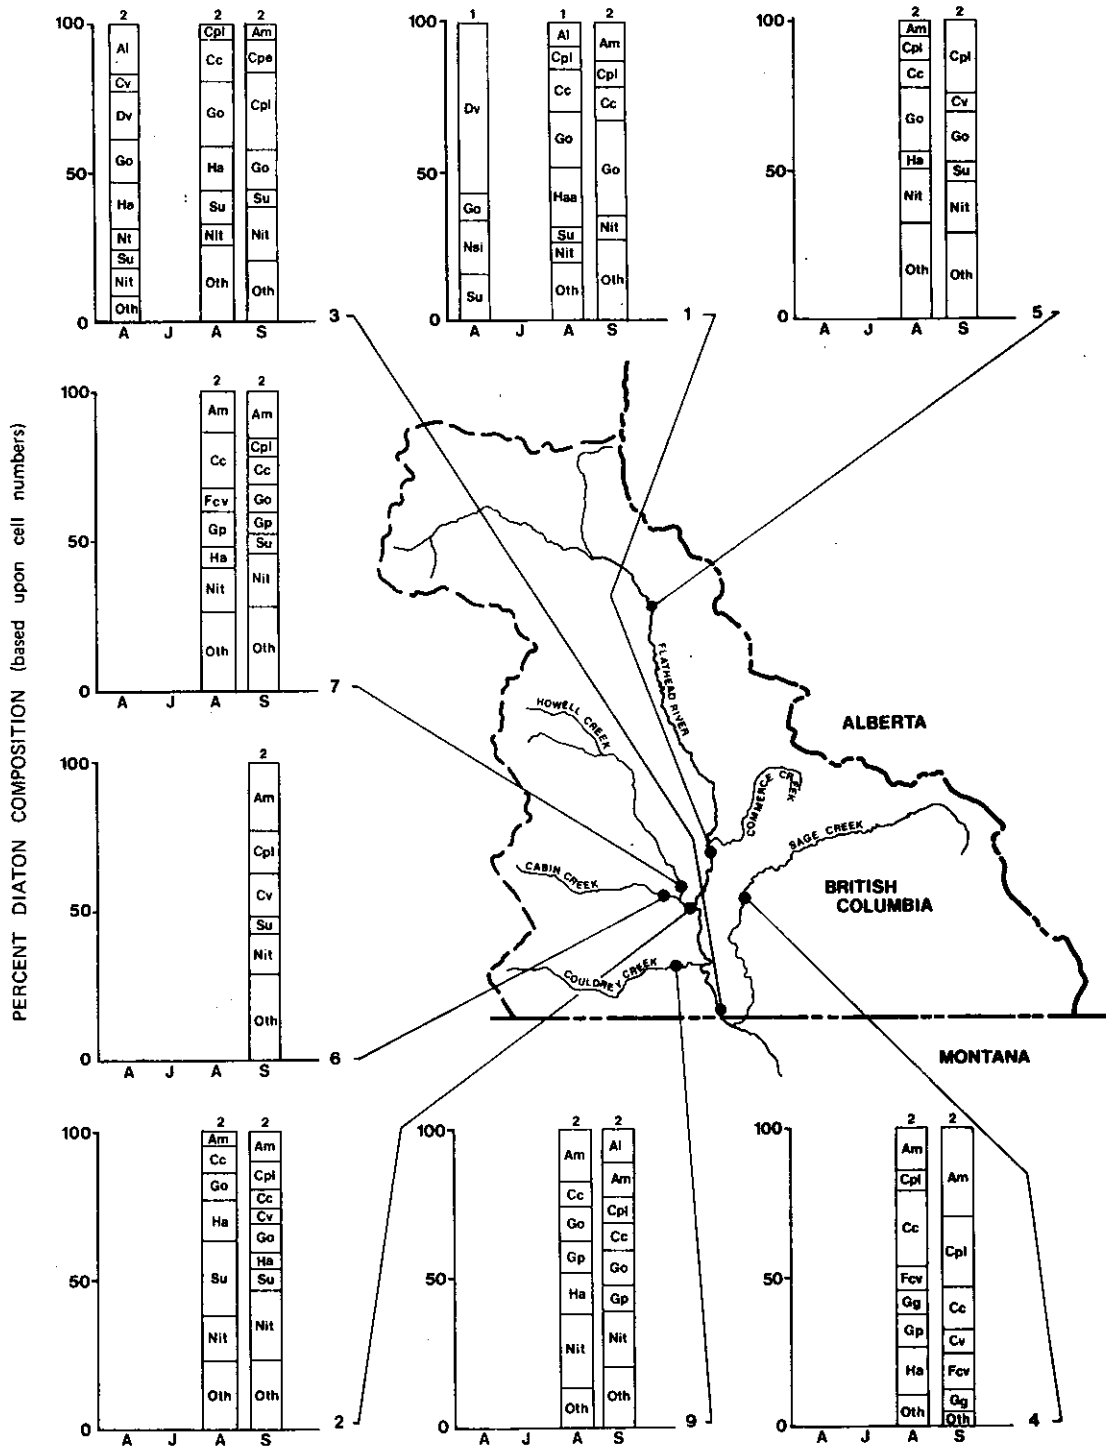 PERCENT DIATON COMPOSITION (based upon cell numbers)
100
50
0
2
Al
Cv
Dv
Go
Ha
Nt
Su
Nit
Oth
2
Cpl
Cc
Go
Ha
Su
Nit
Oth
2
Am
Cpe
Cpl
Go
Su
Nit
Oth
A J A S
3
100
50
0
1
Dv
Go
Nsi
Su
1
Al
Cpl
Cc
Go
Haa
Su
Nit
Oth
2
Am
Cpl
Cc
Go
Nit
Oth
A J A S
1
100
50
0
2
Am
Cpl
Cc
Go
Ha
Nit
Oth
2
Cpl
Cv
Go
Su
Nit
Oth
A J A S
5
100
50
0
2
Am
Cc
Fcv
Gp
Ha
Nit
Oth
2
Am
Cpl
Cc
Go
Gp
Su
Nit
Oth
A J A S
7
100
50
0
2
Am
Cpl
Cv
Su
Nit
Oth
A J A S
6
FLATHEAD RIVER
HOWELL CREEK
ALBERTA
COMMERCE CREEK
SAGE CREEK
CABIN CREEK
BRITISH
COLUMBIA
COULDREY CREEK
MONTANA
100
50
0
2
Am
Cc
Go
Ha
Su
Nit
Oth
2
Am
Cpl
Cc
Cv
Go
Ha
Su
Nit
Oth
A J A S
2
100
50
0
2
Am
Cc
Go
Gp
Ha
Nit
Oth
2
Al
Am
Cpl
Cc
Go
Gp
Nit
Oth
A J A S
9
100
50
0
2
Am
Cpl
Cc
Fcv
Gg
Gp
Ha
Oth
2
Am
Cpl
Cc
Cv
Fcv
Gg
Oth
A J A S
4